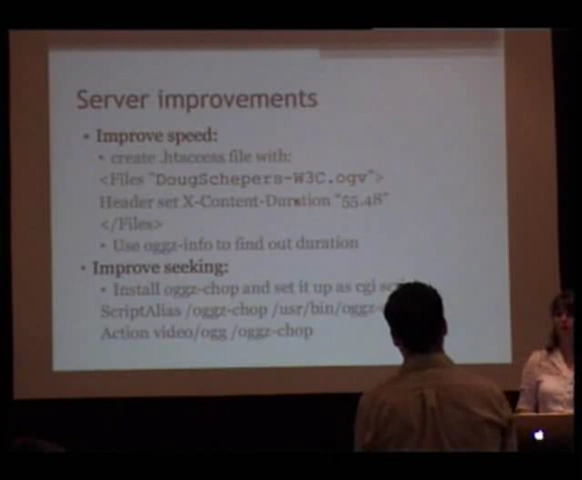 Server improvements
• Improve speed:
• create .htaccess file with:
<Files "DougSchepers-W3C.ogv">
Header set X-Content-Duration "55.48"
</Files>
• Use oggz-info to find out duration
• Improve seeking:
• Install oggz-chop and set it up as cgi
ScriptAlias /oggz-chop /usr/bin/oggz-
Action video/ogg /oggz-chop